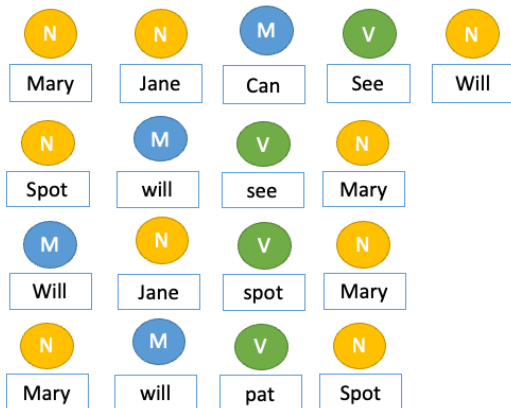 N N M V N
Mary Jane Can See Will
N M V N
Spot will see Mary
M N V N
Will Jane spot Mary
N M V N
Mary will pat Spot